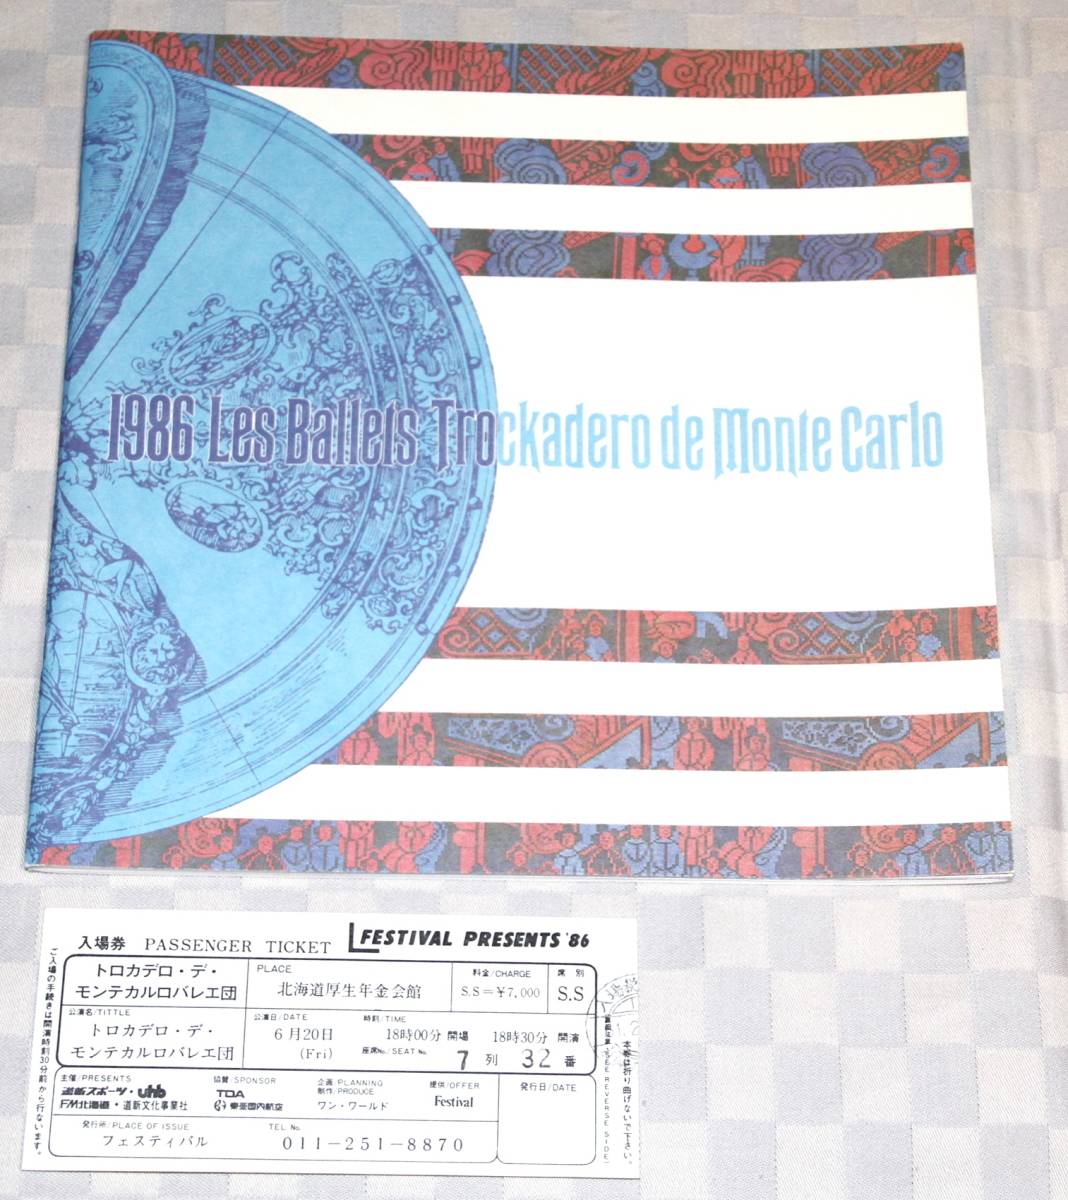 1986 Les Ballets Trockadero de Monte Carlo
入場券 PASSENGER TICKET FESTIVAL PRESENTS '86
トロカデロ・デ・
モンテカルロバレエ団
PLACE
北海道厚生年金会館
料金/CHARGE
S.S=¥7,000
席 別
S.S
公演名/TITTLE
トロカデロ・デ・
モンテカルロバレエ団
公演日/DATE
6月20日
(Fri)
時刻/TIME
18時00分 開場 18時30分 開演
座席No./SEAT No. 7 列 32 番
主催/PRESENTS
道新スポーツ・uhb
FM北海道・道新文化事業社
協賛/SPONSOR
TDA
東亜国内航空
企画/PLANNING
制作/PRODUCE
ワン・ワールド
提供/OFFER
Festival
発行日/DATE
発行所/PLACE OF ISSUE
フェスティバル
TEL No.
011-251-8870
ご入場の手続きは開演時刻30分前から行ないます。
本券は折り曲げないで下さい。
(SEE REVERSE SIDE)